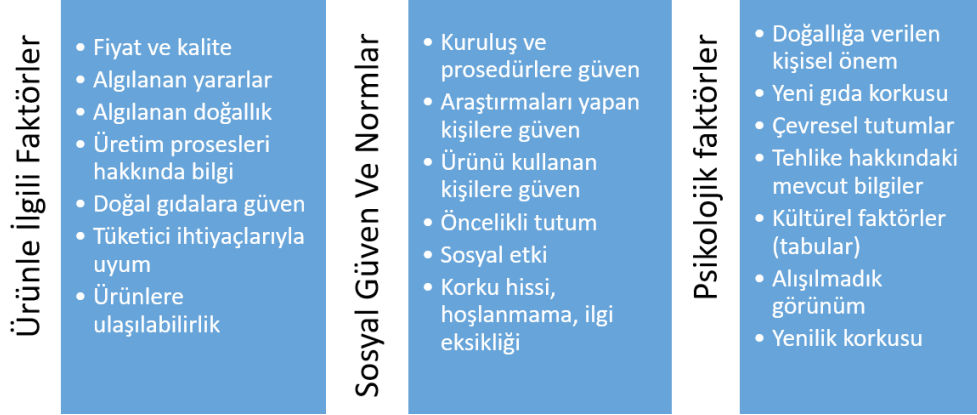 Ürünle İlgili Faktörler
• Fiyat ve kalite
• Algılanan yararlar
• Algılanan doğallık
• Üretim prosesleri
hakkında bilgi
• Doğal gıdalara güven
• Tüketici ihtiyaçlarıyla
uyum
• Ürünlere
ulaşılabilirlik
Sosyal Güven Ve Normlar
• Kuruluş ve
prosedürlere güven
• Araştırmaları yapan
kişilere güven
• Ürünü kullanan
kişilere güven
• Öncelikli tutum
• Sosyal etki
• Korku hissi,
hoşlanmama, ilgi
eksikliği
Psikolojik faktörler
• Doğallığa verilen
kişisel önem
• Yeni gıda korkusu
• Çevresel tutumlar
• Tehlike hakkındaki
mevcut bilgiler
• Kültürel faktörler
(tabular)
• Alışılmadık
görünüm
• Yenilik korkusu